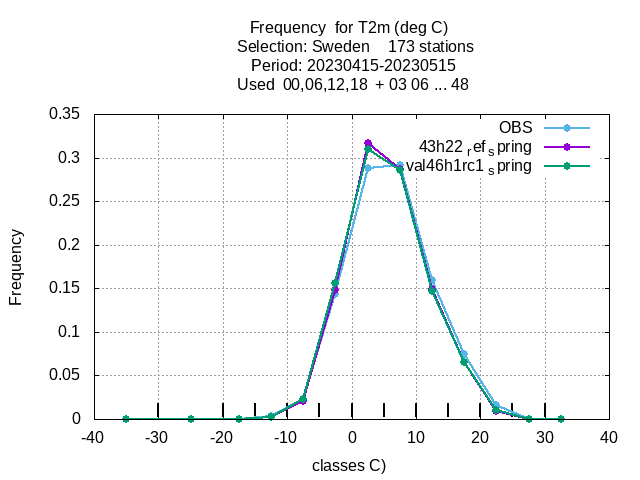 Frequency for T2m (deg C)
Selection: Sweden 173 stations
Period: 20230415-20230515
Used 00,06,12,18 + 03 06 ... 48
0.35
0.3
0.25
0.2
0.15
0.1
0.05
0
Frequency
OBS
43h22 ref spring
val46h1rc1 spring
-40 -30 -20 -10 0 10 20 30 40
classes C)